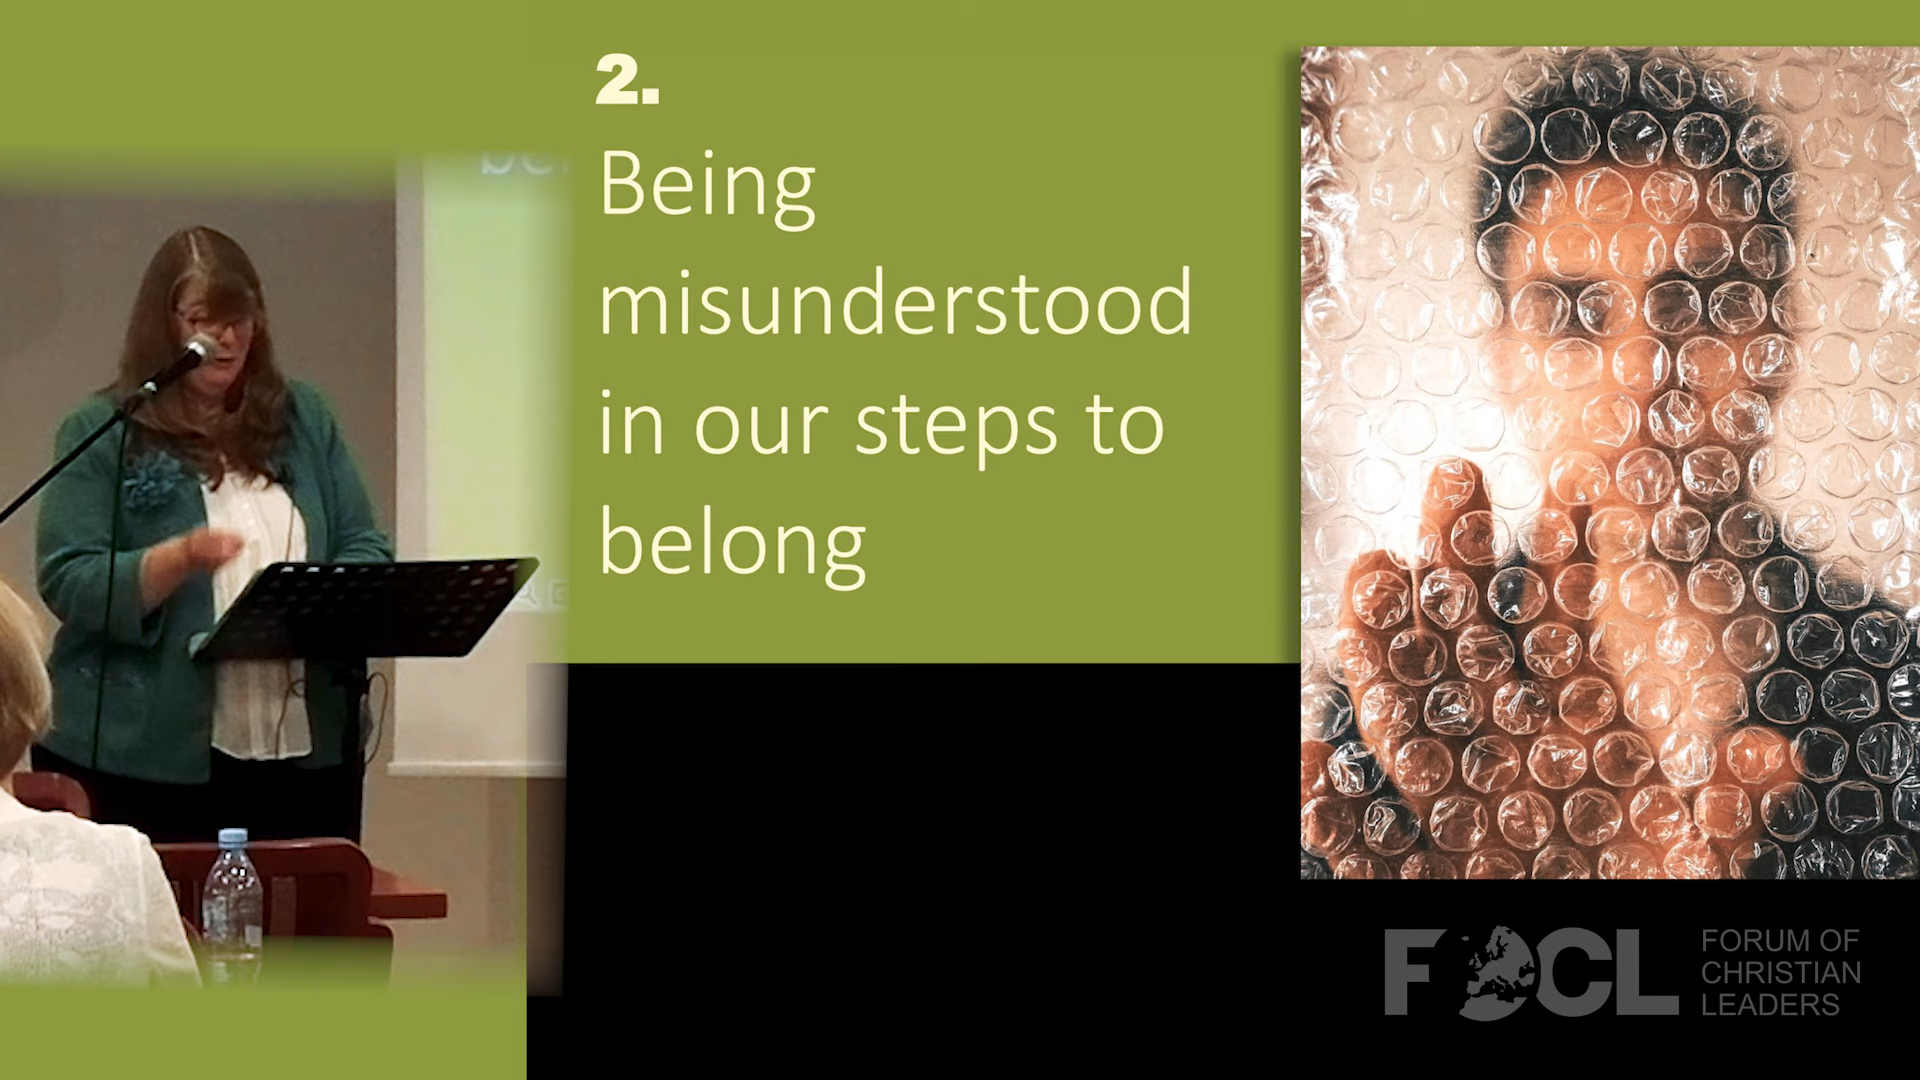 2.
Being
misunderstood
in our steps to
belong
FOCL
FORUM OF
CHRISTIAN
LEADERS